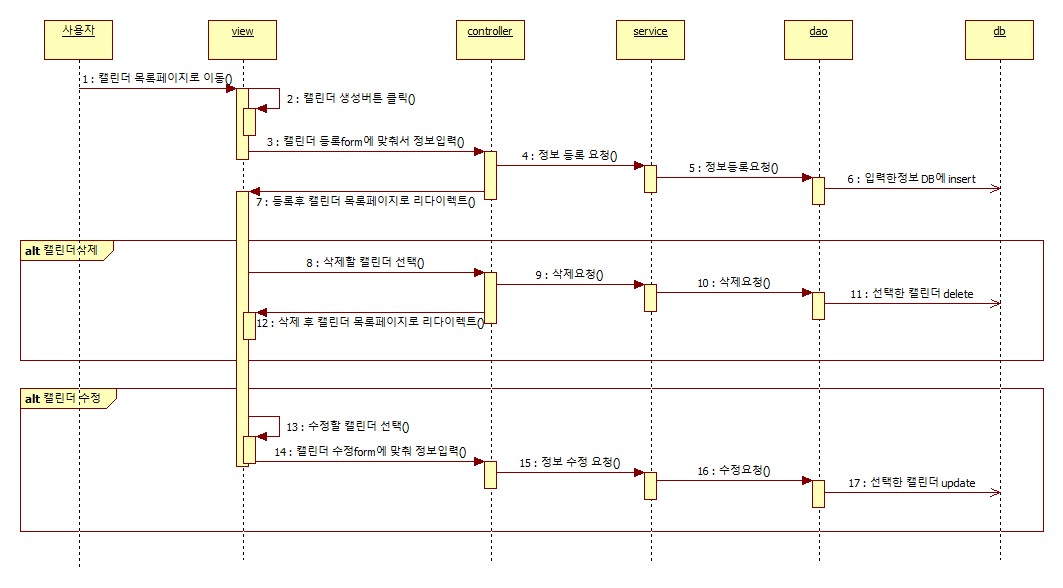 사용자
view
controller
service
dao
db
1 : 캘린더 목록페이지로 이동()
2 : 캘린더 생성버튼 클릭()
3 : 캘린더 등록form에 맞춰서 정보입력()
4 : 정보 등록 요청()
5 : 정보등록요청()
6 : 입력한정보 DB에 insert
7 : 등록후 캘린더 목록페이지로 리다이렉트()
alt 캘린더삭제
8 : 삭제할 캘린더 선택()
9 : 삭제요청()
10 : 삭제요청()
11 : 선택한 캘린더 delete
12 : 삭제 후 캘린더 목록페이지로 리다이렉트()
alt 캘린더 수정
13 : 수정할 캘린더 선택()
14 : 캘린더 수정form에 맞춰 정보입력()
15 : 정보 수정 요청()
16 : 수정요청()
17 : 선택한 캘린더 update